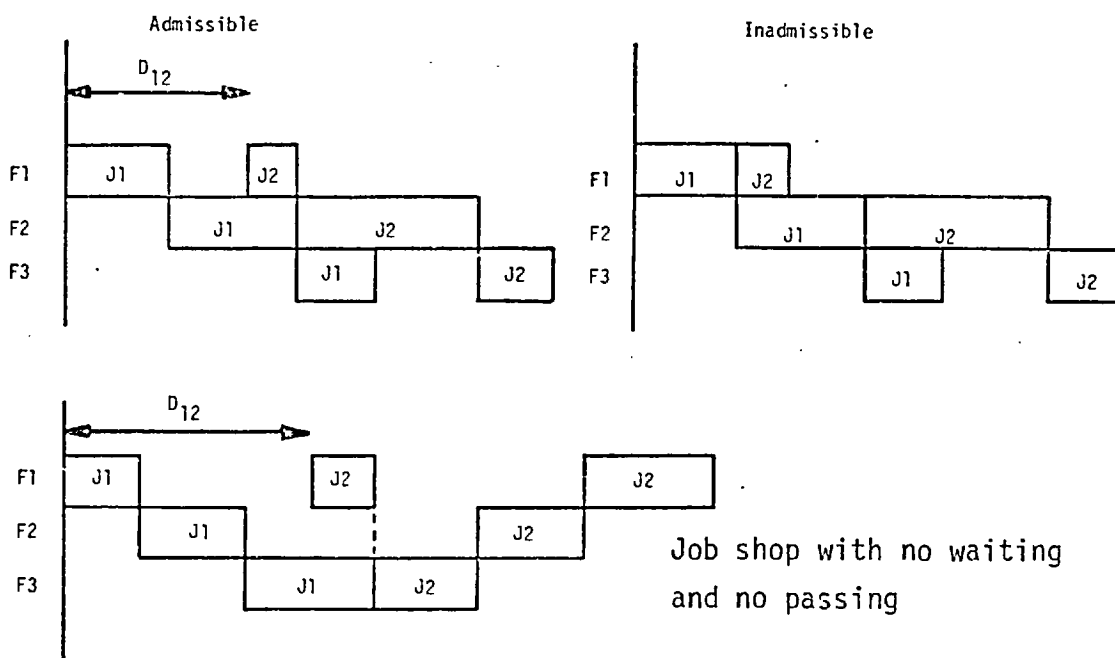 Admissible
Inadmissible
D12
F1 J1 J2
F2 J1 J2
F3 J1 J2
F1 J1 J2
F2 J1 J2
F3 J1 J2
D12
F1 J1 J2 J2
F2 J1 J2
F3 J1 J2
Job shop with no waiting
and no passing